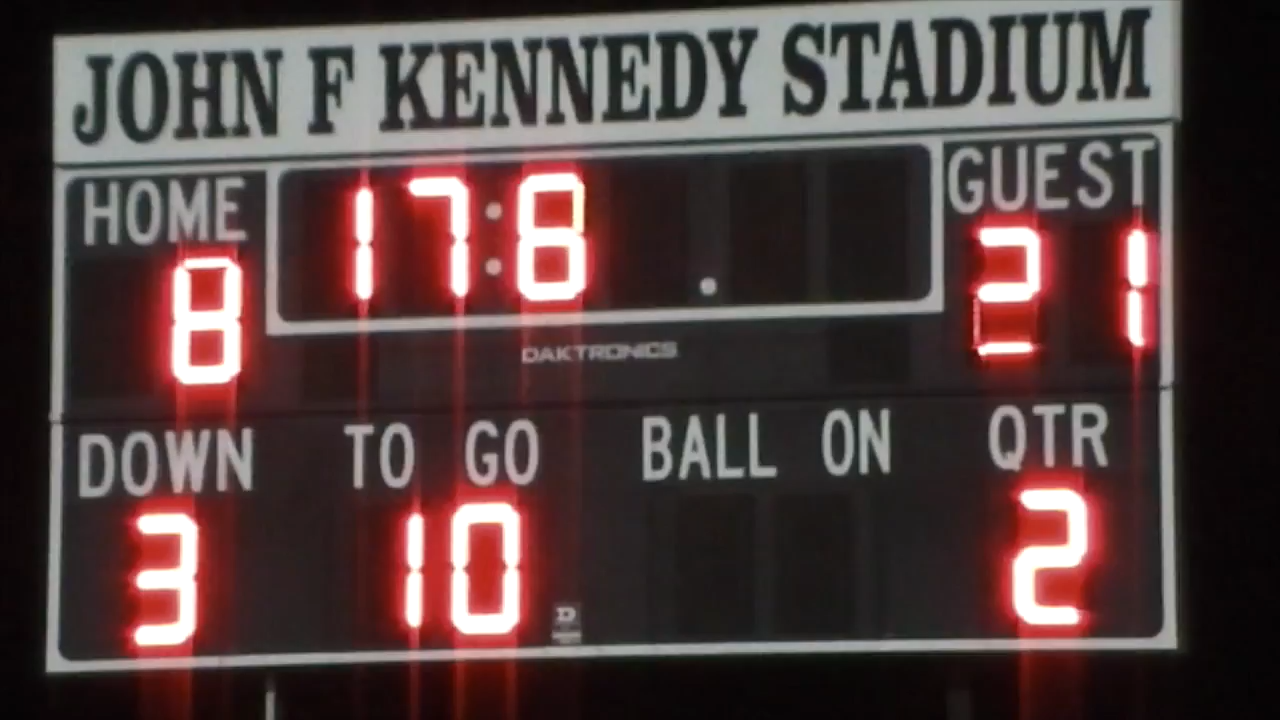 JOHN F KENNEDY STADIUM
HOME 17:8 . GUEST
8 21
DAKTRONICS
DOWN TO GO BALL ON QTR
3 10 2